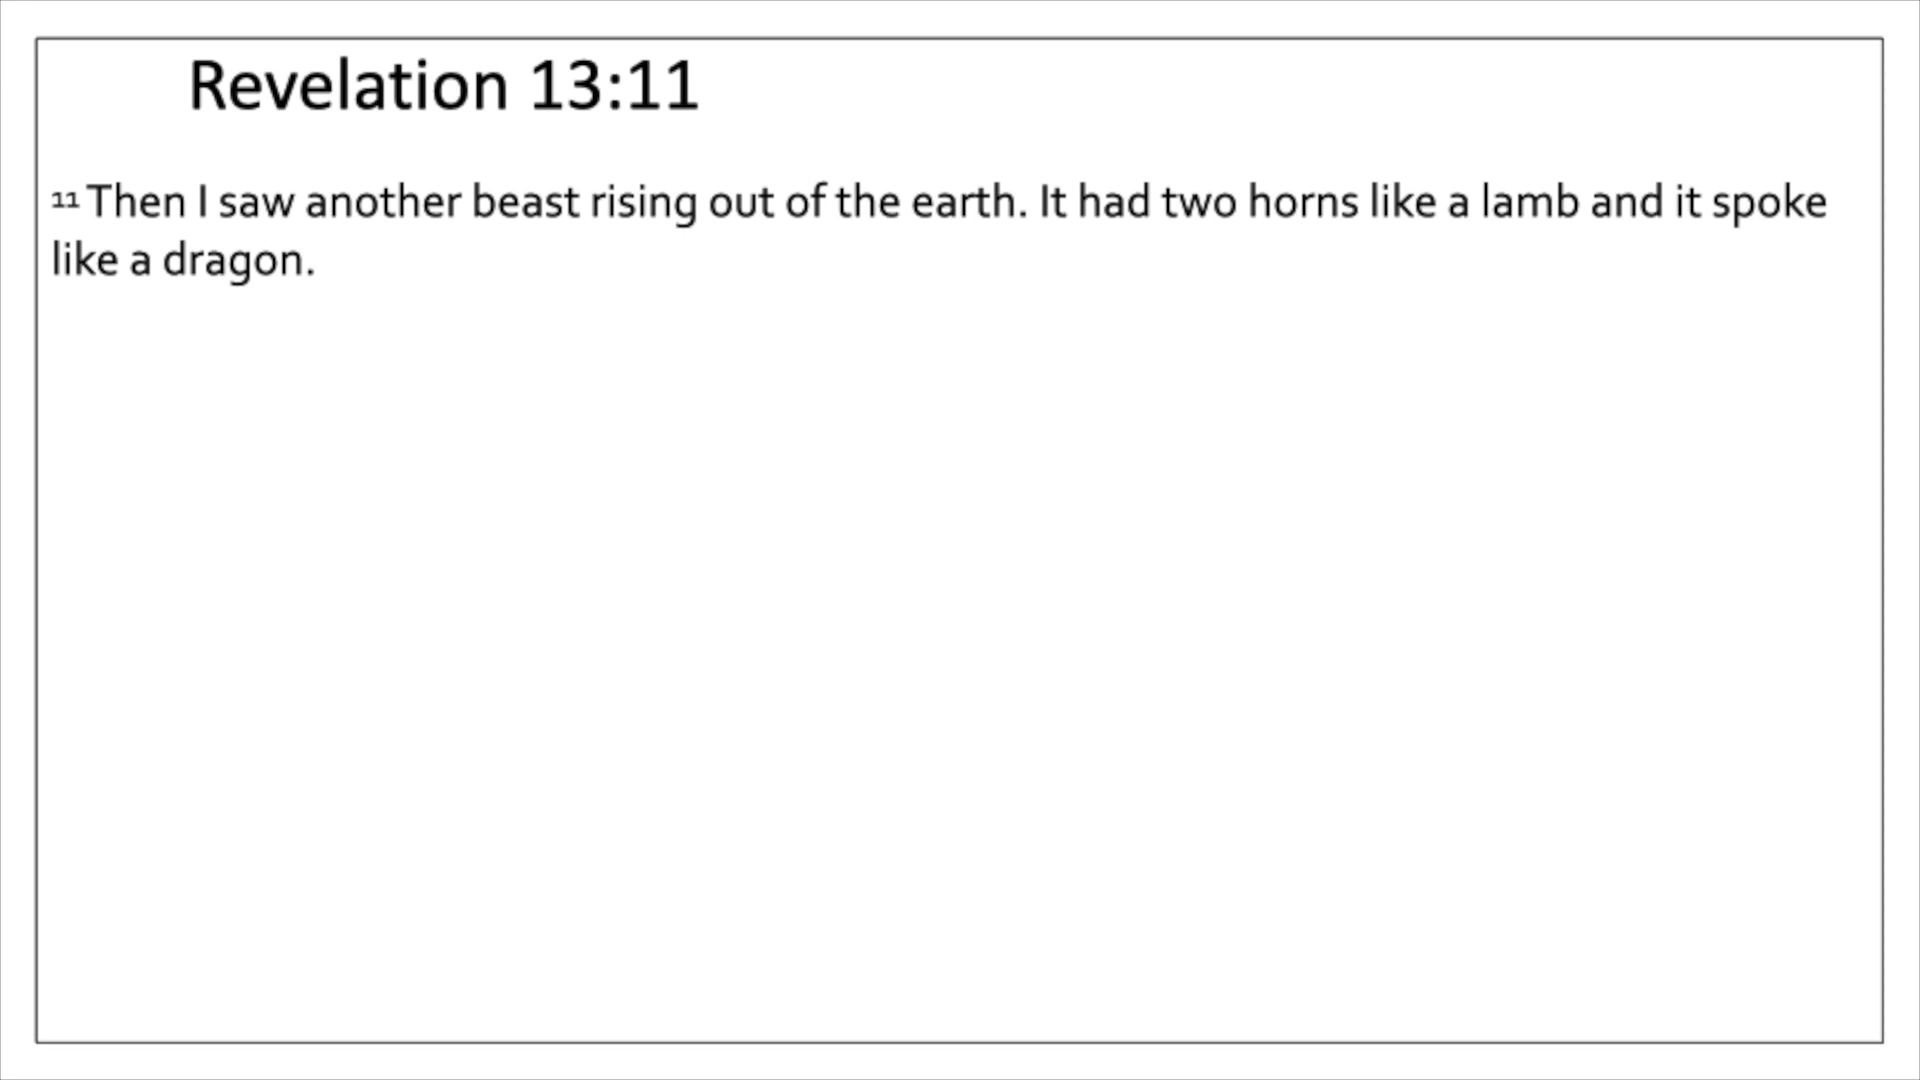 Revelation 13:11
11 Then I saw another beast rising out of the earth. It had two horns like a lamb and it spoke
like a dragon.